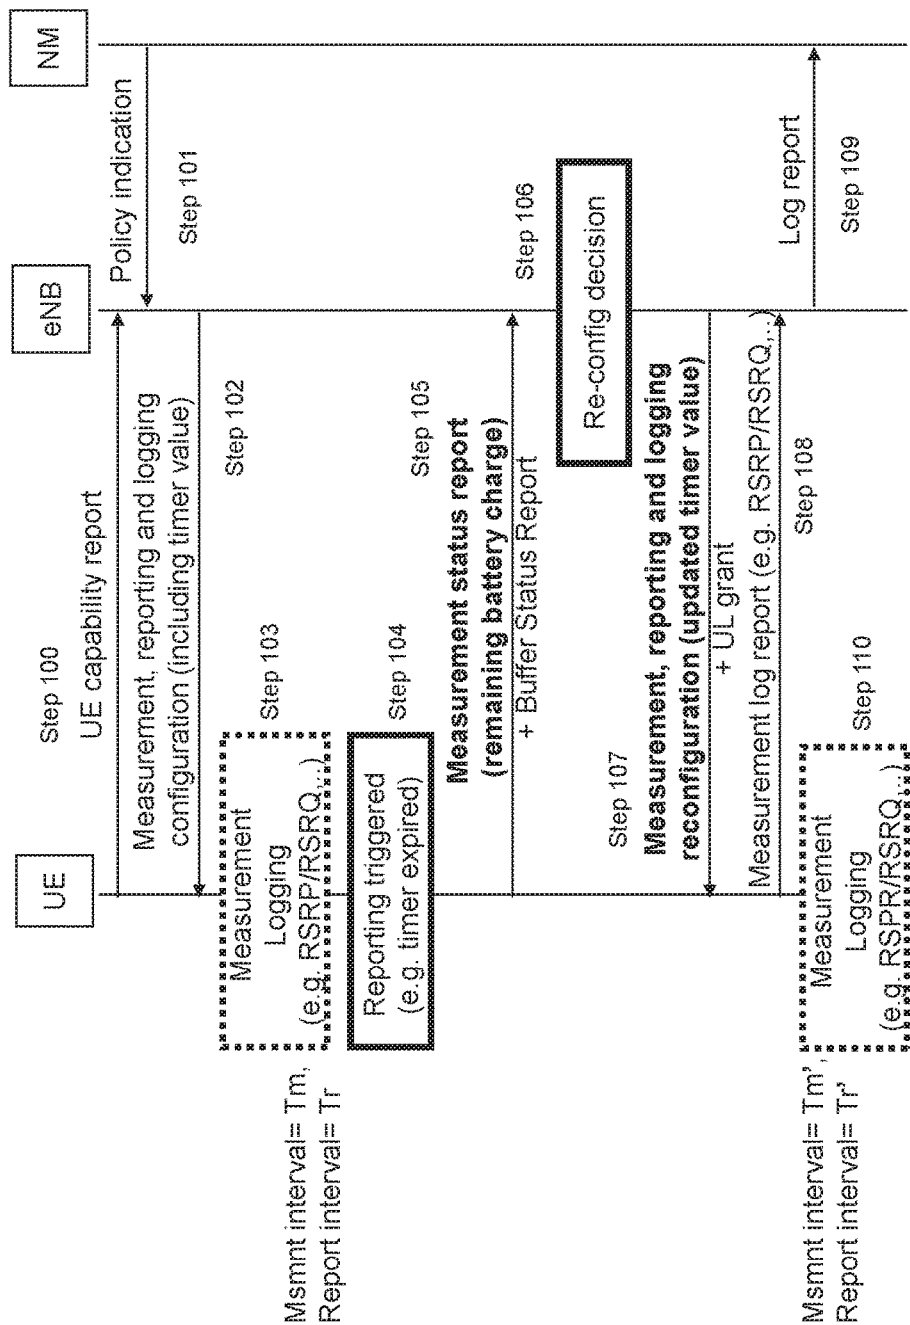 UE
eNB
NM
Step 100
UE capability report
Policy indication
Step 101
Measurement, reporting and logging
configuration (including timer value)
Step 102
Measurement
Logging
(e.g. RSRP/RSRQ,..)
Step 103
Msmnt interval= Tm,
Report interval= Tr
Reporting triggered
(e.g. timer expired)
Step 104
Step 105
Measurement status report
(remaining battery charge)
+ Buffer Status Report
Step 106
Re-config decision
Step 107
Measurement, reporting and logging
reconfiguration (updated timer value)
+ UL grant
Measurement log report (e.g. RSRP/RSRQ,..)
Step 108
Log report
Step 109
Measurement
Logging
(e.g. RSPR/RSRQ,..)
Step 110
Msmnt interval= Tm',
Report interval= Tr'